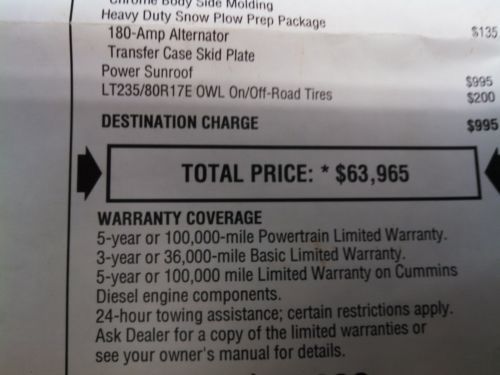 Chrome Body Side Molding
Heavy Duty Snow Plow Prep Package $135
180-Amp Alternator
Transfer Case Skid Plate
Power Sunroof $995
LT235/80R17E OWL On/Off-Road Tires $200
DESTINATION CHARGE $995
TOTAL PRICE: * $63,965
WARRANTY COVERAGE
5-year or 100,000-mile Powertrain Limited Warranty.
3-year or 36,000-mile Basic Limited Warranty.
5-year or 100,000 mile Limited Warranty on Cummins
Diesel engine components.
24-hour towing assistance; certain restrictions apply.
Ask Dealer for a copy of the limited warranties or
see your owner's manual for details.